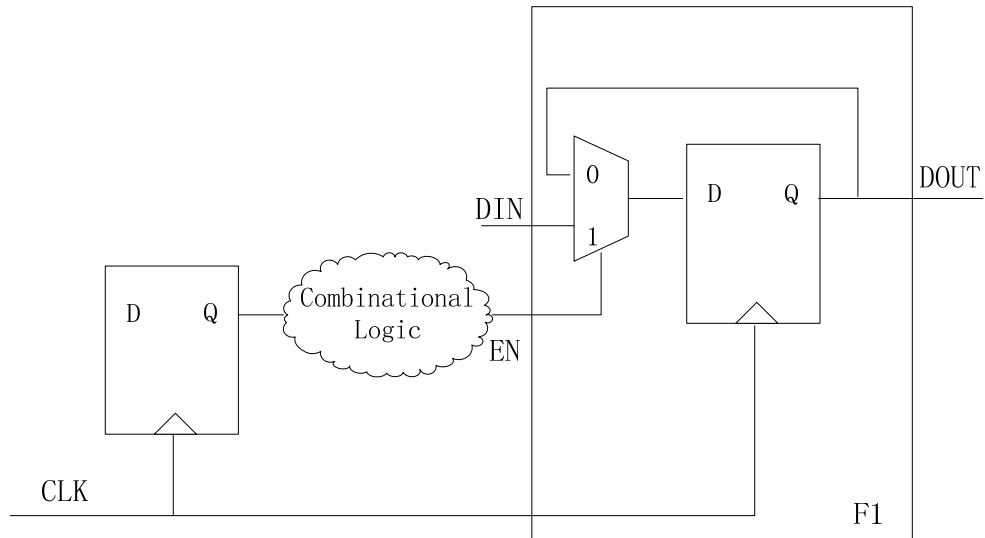 0
D Q
DOUT
DIN
1
D Q
Combinational
Logic
EN
CLK
F1